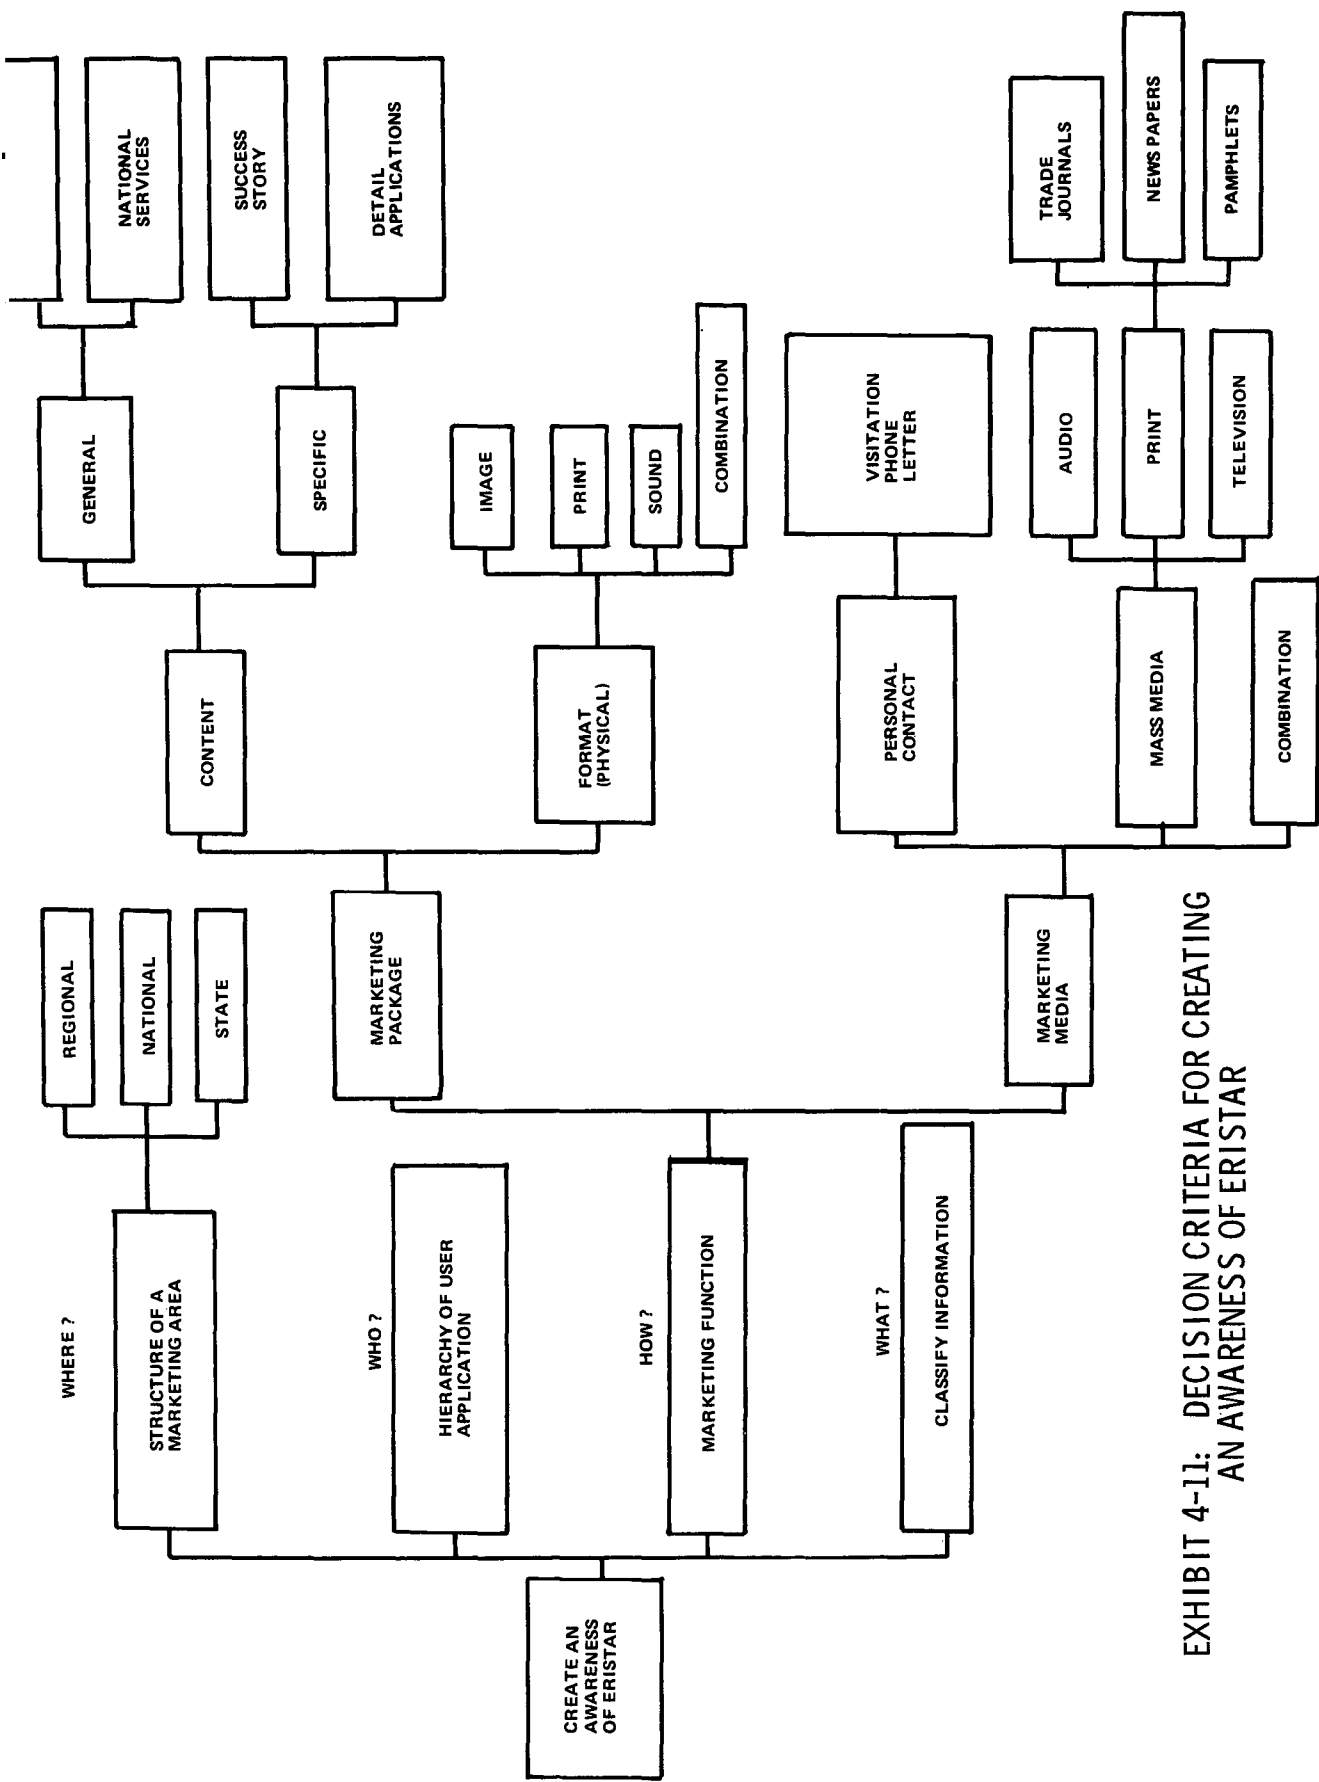 WHERE ?
STRUCTURE OF A
MARKETING AREA
REGIONAL
NATIONAL
STATE
WHO ?
HIERARCHY OF USER
APPLICATION
HOW ?
MARKETING FUNCTION
WHAT ?
CLASSIFY INFORMATION
CREATE AN
AWARENESS
OF ERISTAR
MARKETING
PACKAGE
CONTENT
GENERAL
NATIONAL
SERVICES
SPECIFIC
SUCCESS
STORY
DETAIL
APPLICATIONS
FORMAT
(PHYSICAL)
IMAGE
PRINT
SOUND
COMBINATION
MARKETING
MEDIA
PERSONAL
CONTACT
VISITATION
PHONE
LETTER
MASS MEDIA
AUDIO
PRINT
TELEVISION
TRADE
JOURNALS
NEWS PAPERS
PAMPHLETS
COMBINATION
EXHIBIT 4-11: DECISION CRITERIA FOR CREATING
AN AWARENESS OF ERISTAR